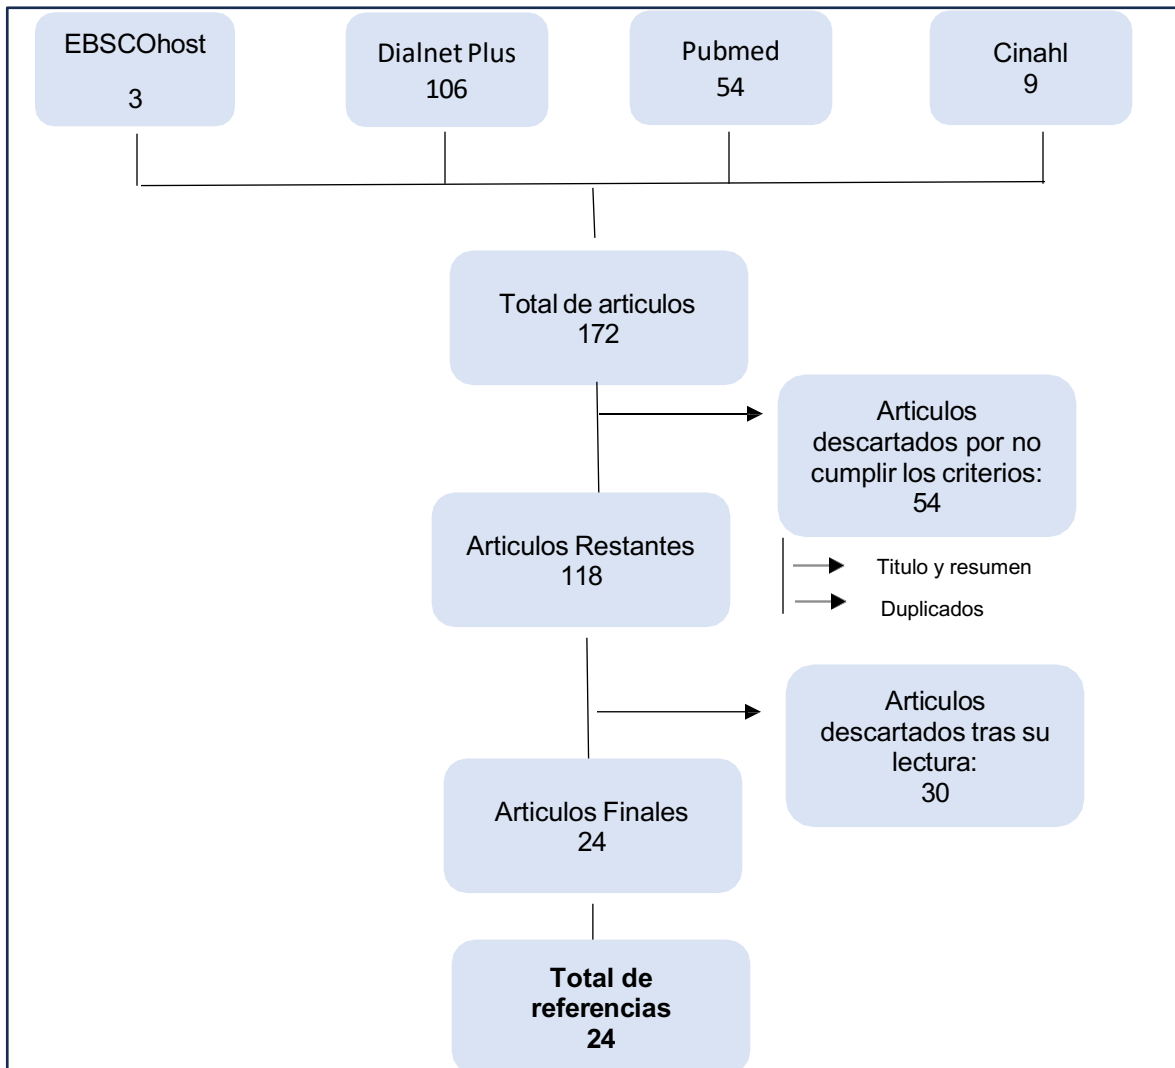 EBSCOhost
3
Dialnet Plus
106
Pubmed
54
Cinahl
9
Total de articulos
172
Articulos
descartados por no
cumplir los criterios:
54
Articulos Restantes
118
Titulo y resumen
Duplicados
Articulos
descartados tras su
lectura:
30
Articulos Finales
24
Total de
referencias
24